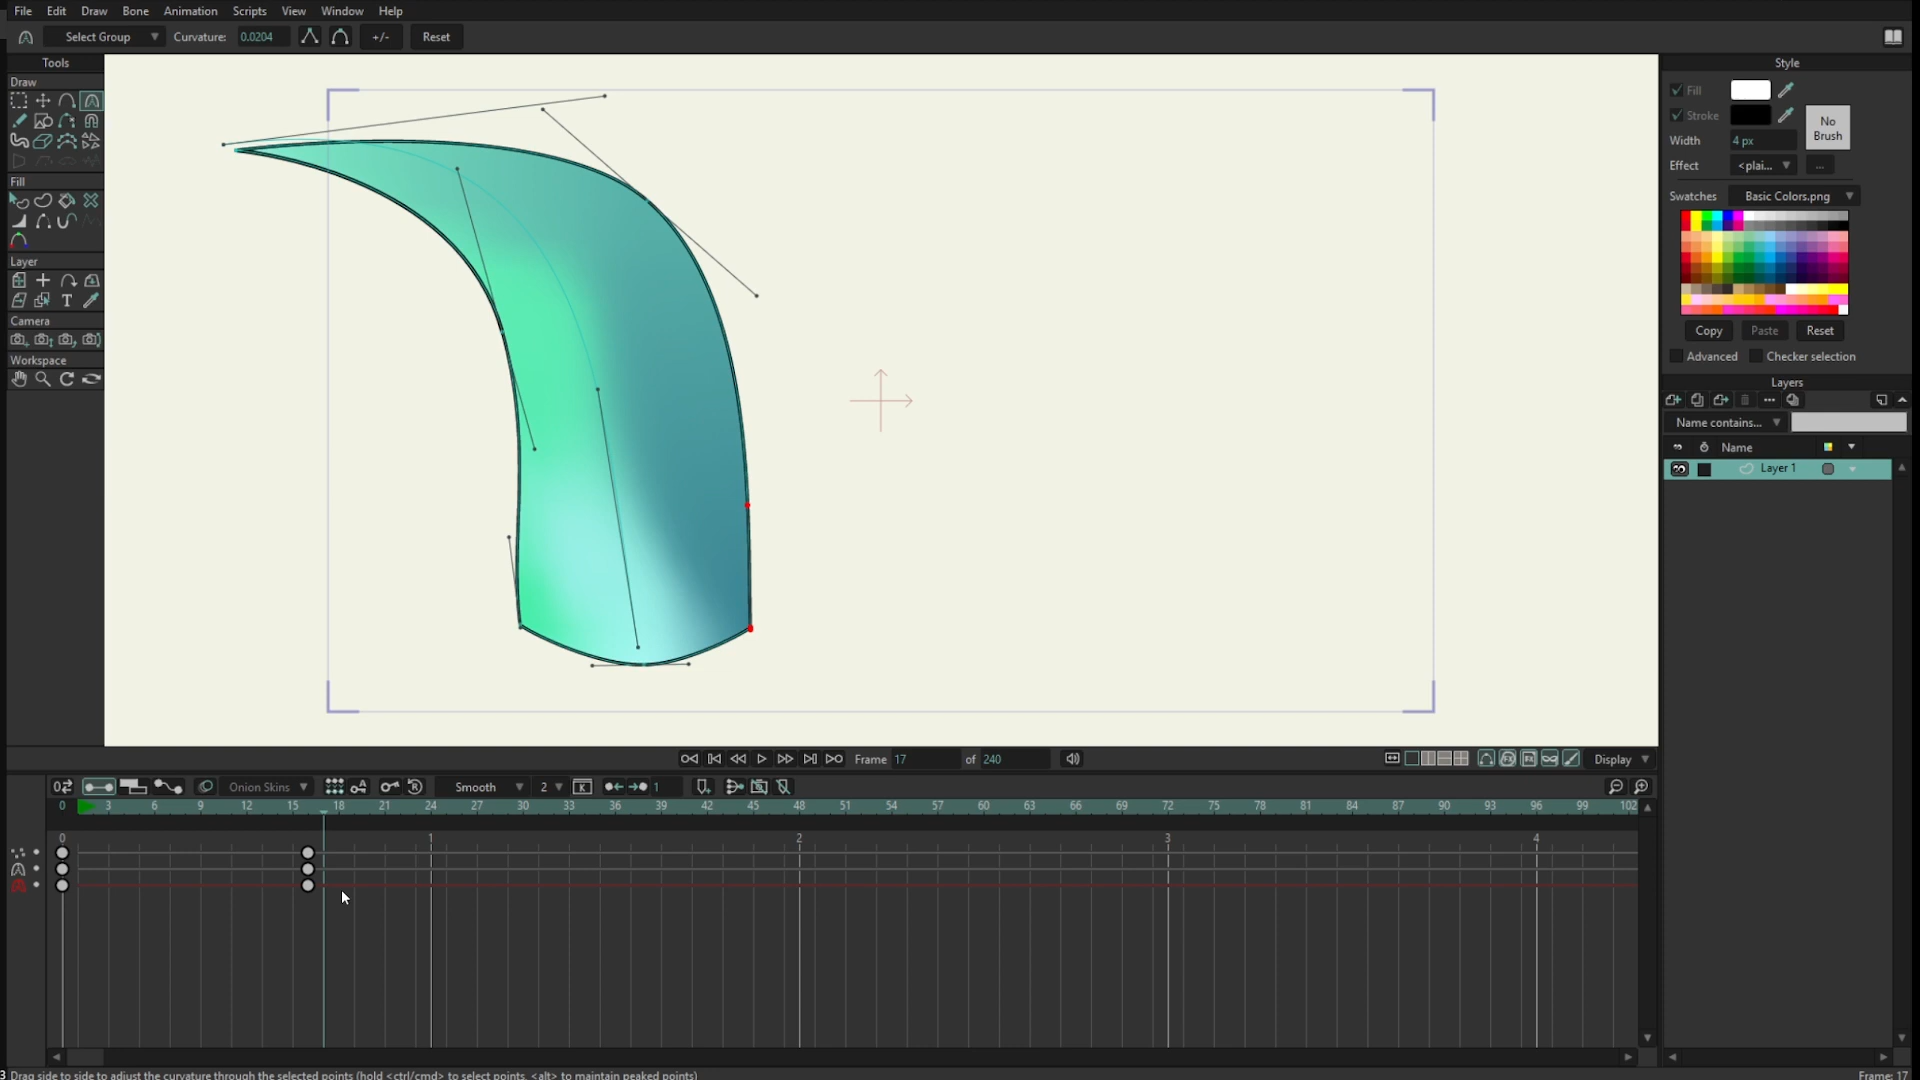 File Edit Draw Bone Animation Scripts View Window Help
Select Group Curvature: 0.0204 +/- Reset
Tools
Draw
Fill
Layer
T
Camera
Workspace
Style
Fill
Stroke
No
Brush
Width 4 px
Effect <plai... ...
Swatches Basic Colors.png
Copy Paste Reset
Advanced Checker selection
Layers
Name contains...
Name
Layer 1
Frame 17 of 240 Display
Onion Skins Smooth 2 K 1
0 3 6 9 12 15 18 21 24 27 30 33 36 39 42 45 48 51 54 57 60 63 66 69 72 75 78 81 84 87 90 93 96 99 102
0 1 2 3 4
3 Drag side to side to adjust the curvature through the selected points (hold <ctrl/cmd> to select points, <alt> to maintain peaked points) Frame: 17